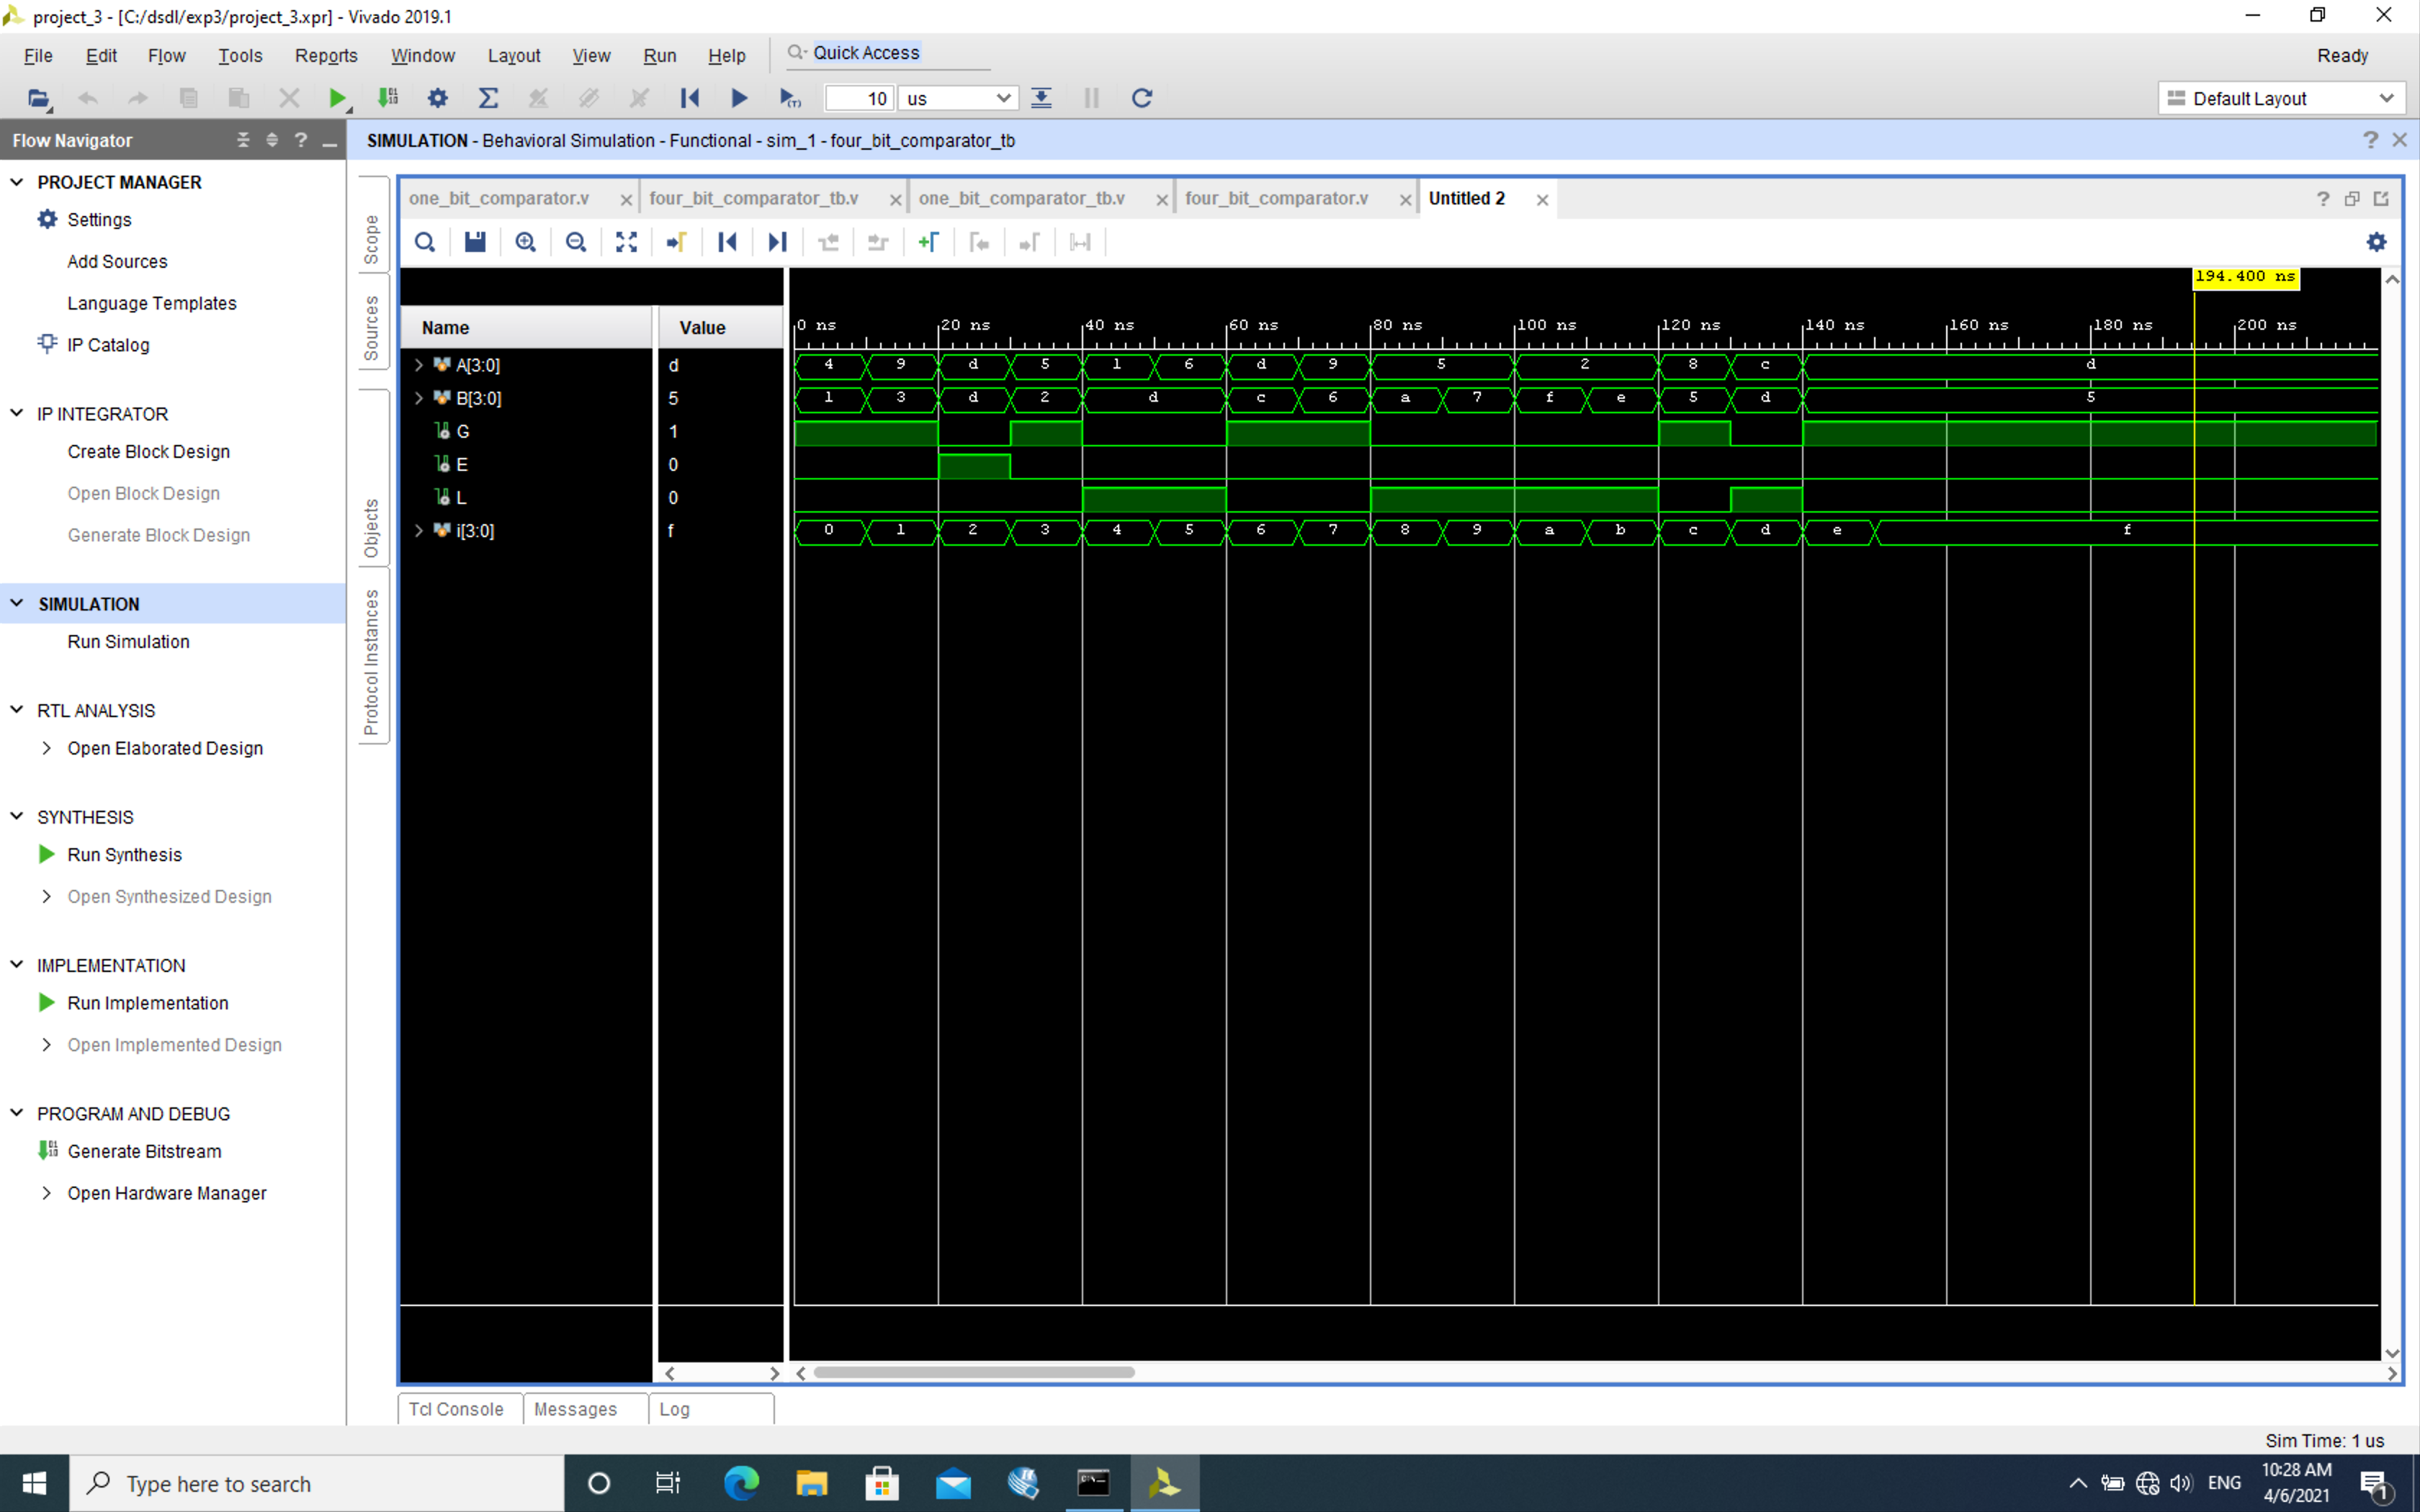 project_3 - [C:/dsdl/exp3/project_3.xpr] - Vivado 2019.1
File Edit Flow Tools Reports Window Layout View Run Help Quick Access Ready
10 us Default Layout
Flow Navigator
SIMULATION - Behavioral Simulation - Functional - sim_1 - four_bit_comparator_tb
PROJECT MANAGER
Settings
Add Sources
Language Templates
IP Catalog
IP INTEGRATOR
Create Block Design
Open Block Design
Generate Block Design
SIMULATION
Run Simulation
RTL ANALYSIS
Open Elaborated Design
SYNTHESIS
Run Synthesis
Open Synthesized Design
IMPLEMENTATION
Run Implementation
Open Implemented Design
PROGRAM AND DEBUG
Generate Bitstream
Open Hardware Manager
Scope
Sources
Objects
Protocol Instances
one_bit_comparator.v four_bit_comparator_tb.v one_bit_comparator_tb.v four_bit_comparator.v Untitled 2
194.400 ns
Name Value 0 ns 20 ns 40 ns 60 ns 80 ns 100 ns 120 ns 140 ns 160 ns 180 ns 200 ns
A[3:0] d 4 9 d 5 1 6 d 9 5 2 8 c d
B[3:0] 5 1 3 d 2 d c 6 a 7 f e 5 d 5
G 1
E 0
L 0
i[3:0] f 0 1 2 3 4 5 6 7 8 9 a b c d e f
Tcl Console Messages Log
Sim Time: 1 us
Type here to search
ENG
10:28 AM
4/6/2021
1